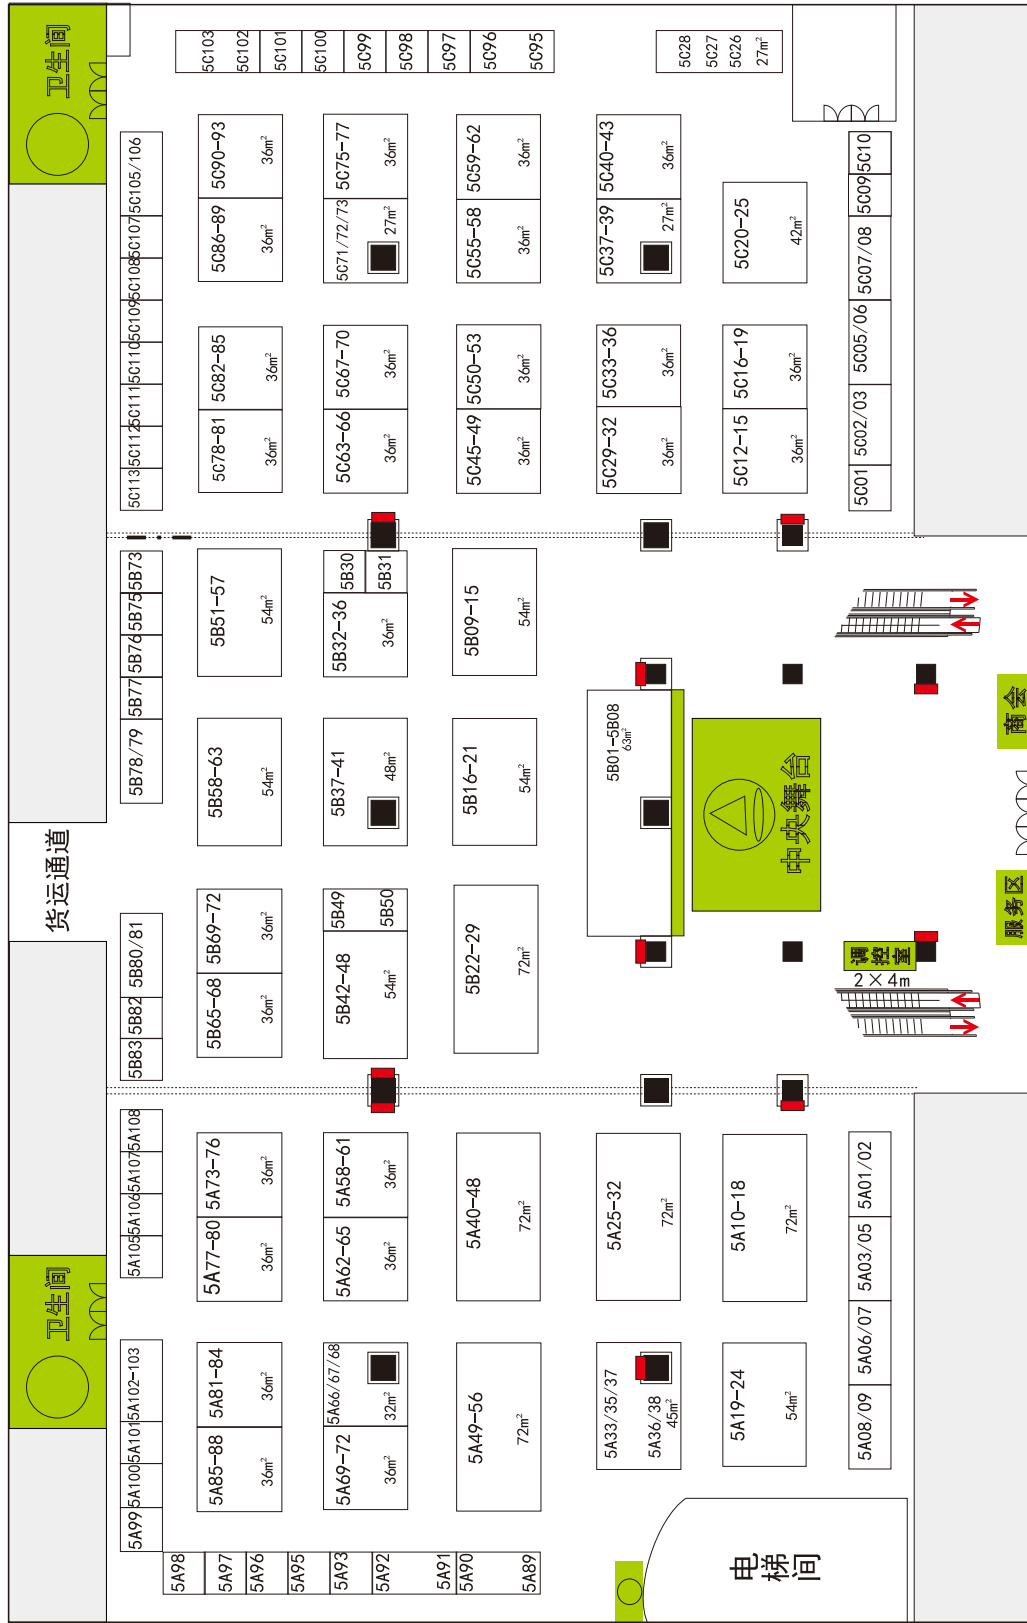 卫生间
5C103
5C102
5C101
5C100
5C99
5C98
5C97
5C96
5C95
5C28
5C27
5C26
27m²
5C105/106
5C107
5C108
5C109
5C110
5C111
5C112
5C113
5C90-93
36m²
5C86-89
36m²
5C75-77
36m²
5C71/72/73
27m²
5C59-62
36m²
5C55-58
36m²
5C40-43
36m²
5C37-39
27m²
5C20-25
42m²
5C10
5C09
5C07/08
5C05/06
5C02/03
5C01
5C82-85
36m²
5C78-81
36m²
5C67-70
36m²
5C63-66
36m²
5C50-53
36m²
5C45-49
36m²
5C33-36
36m²
5C29-32
36m²
5C16-19
36m²
5C12-15
36m²
5B73
5B75
5B76
5B77
5B78/79
5B51-57
54m²
5B30
5B31
5B32-36
36m²
5B09-15
54m²
5B58-63
54m²
5B37-41
48m²
5B16-21
54m²
5B01-5B08
63m²
中央舞台
商会
服务区
货运通道
5B80/81
5B82
5B83
5B69-72
36m²
5B65-68
36m²
5B49
5B50
5B42-48
54m²
5B22-29
72m²
调控室
2×4m
5A108
5A107
5A106
5A105
5A73-76
36m²
5A77-80
36m²
5A58-61
36m²
5A62-65
36m²
5A40-48
72m²
5A25-32
72m²
5A10-18
72m²
5A01/02
5A03/05
5A06/07
5A08/09
卫生间
5A102-103
5A101
5A100
5A99
5A81-84
36m²
5A85-88
36m²
5A66/67/68
32m²
5A69-72
36m²
5A49-56
72m²
5A33/35/37
5A36/38
45m²
5A19-24
54m²
5A98
5A97
5A96
5A95
5A93
5A92
5A91
5A90
5A89
电梯间